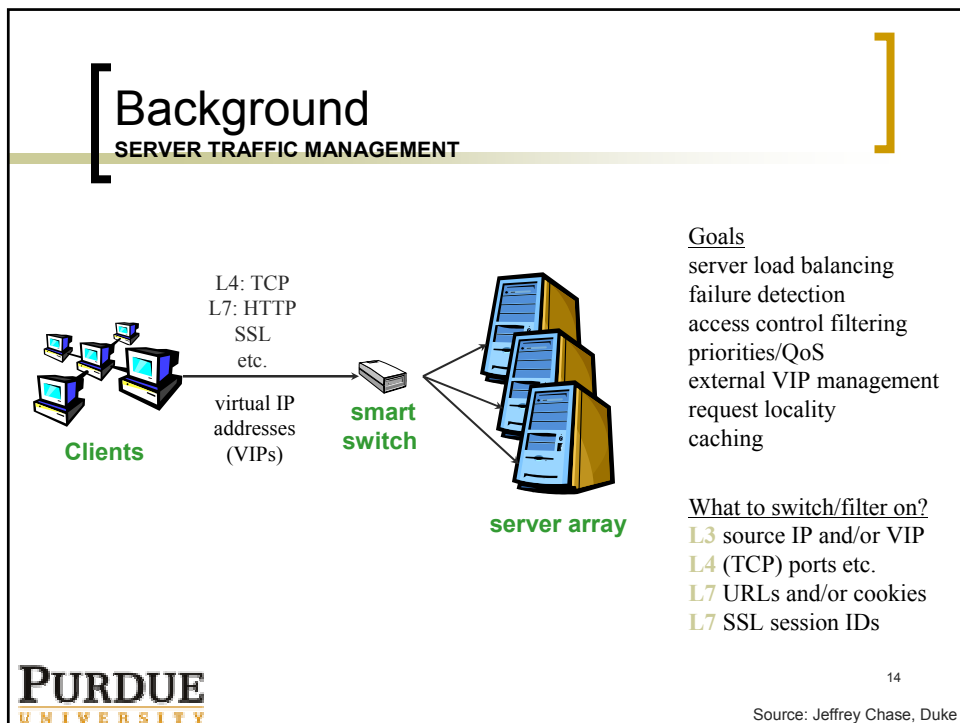 Background
SERVER TRAFFIC MANAGEMENT
L4: TCP
L7: HTTP
SSL
etc.
virtual IP
addresses
(VIPs)
Clients
smart
switch
server array
Goals
server load balancing
failure detection
access control filtering
priorities/QoS
external VIP management
request locality
caching
What to switch/filter on?
L3 source IP and/or VIP
L4 (TCP) ports etc.
L7 URLs and/or cookies
L7 SSL session IDs
PURDUE
UNIVERSITY
14
Source: Jeffrey Chase, Duke